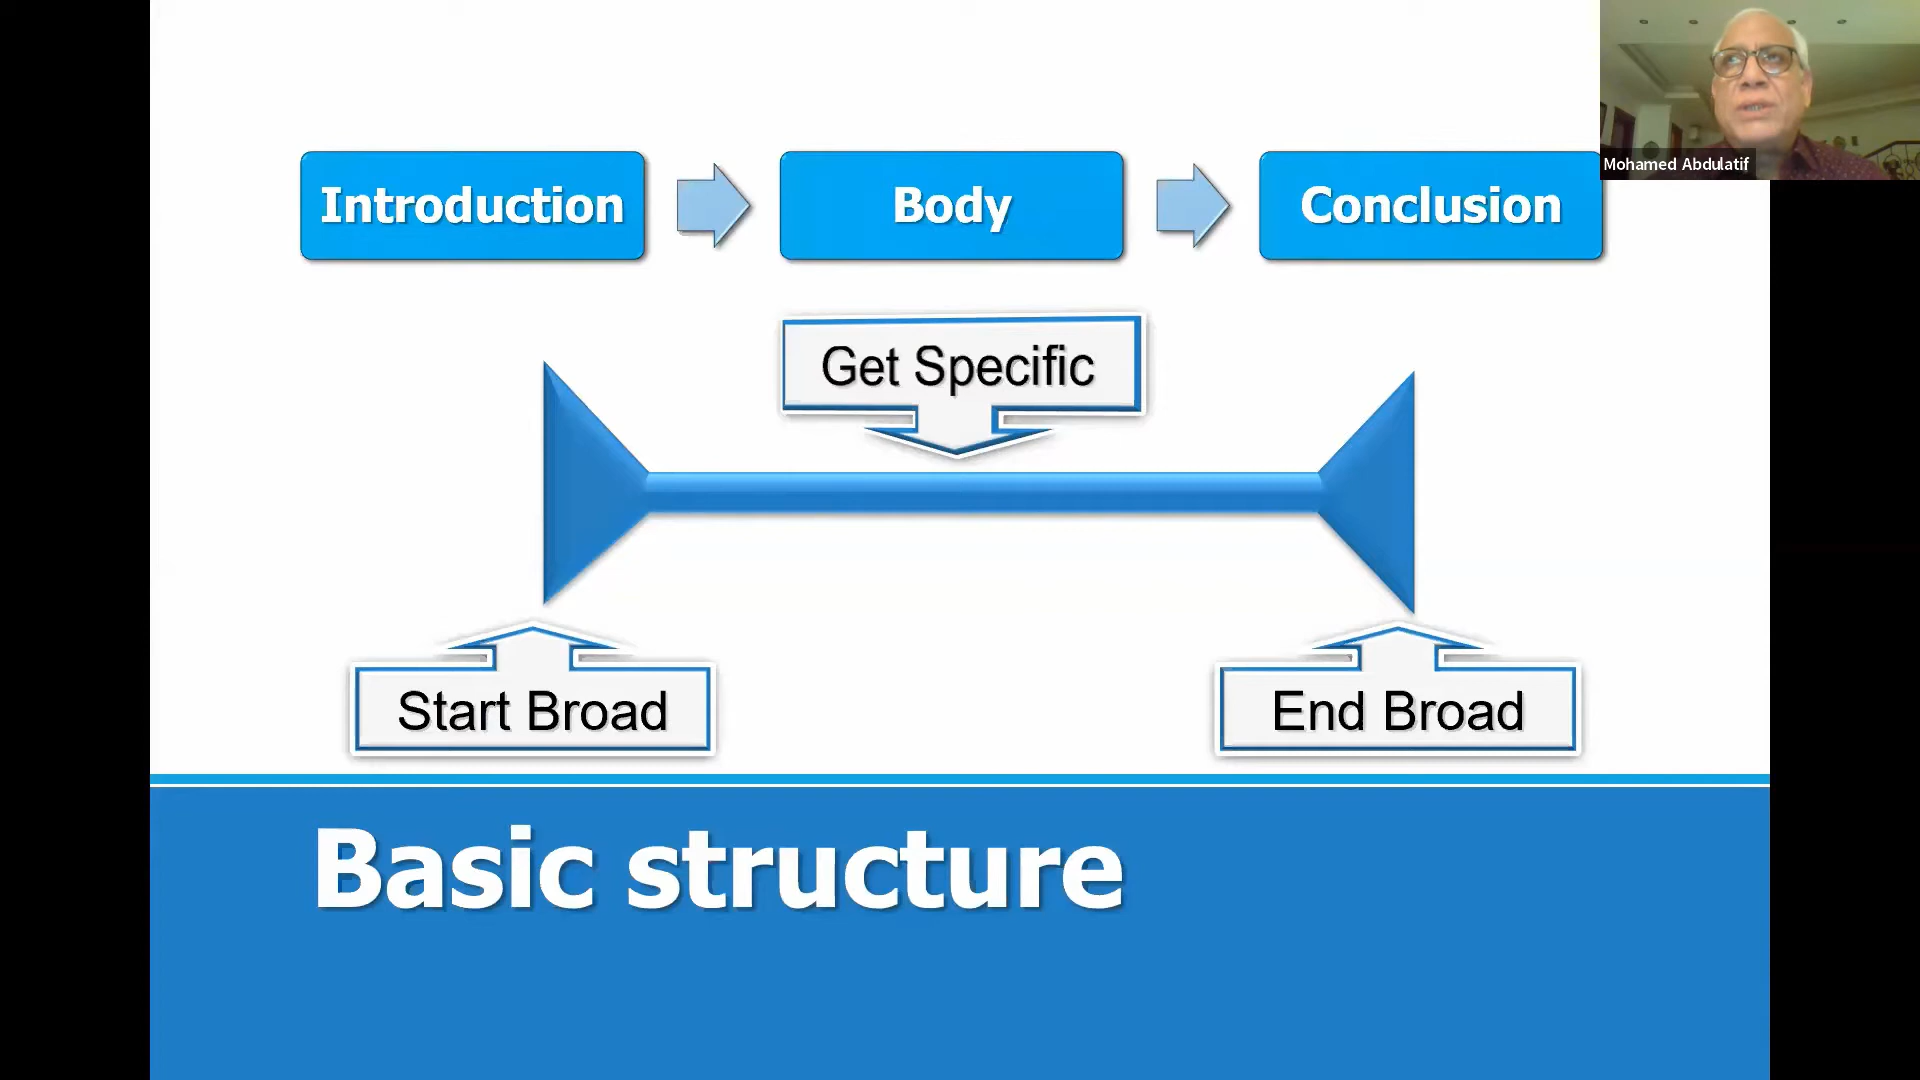 Introduction
Body
Conclusion
Mohamed Abdulatif
Get Specific
Start Broad
End Broad
Basic structure